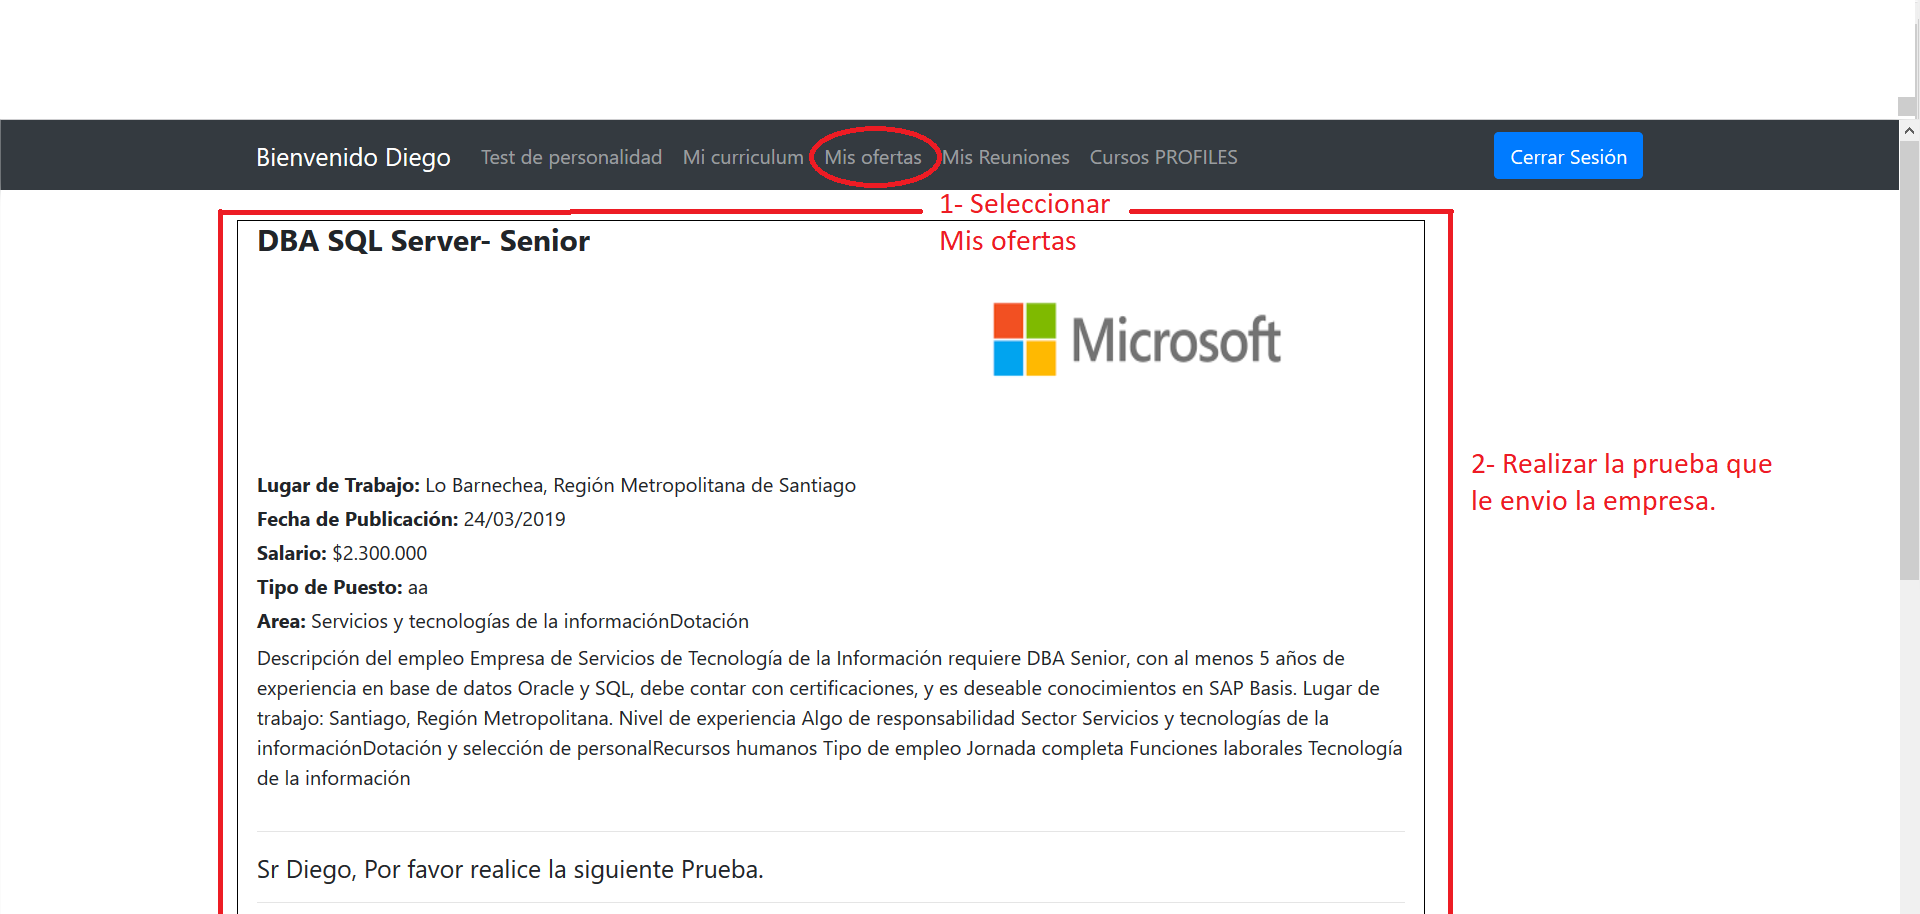 Bienvenido Diego Test de personalidad Mi curriculum Mis ofertas Mis Reuniones Cursos PROFILES Cerrar Sesión
1- Seleccionar
Mis ofertas
DBA SQL Server- Senior
Microsoft
2- Realizar la prueba que
le envio la empresa.
Lugar de Trabajo: Lo Barnechea, Región Metropolitana de Santiago
Fecha de Publicación: 24/03/2019
Salario: $2.300.000
Tipo de Puesto: aa
Area: Servicios y tecnologías de la informaciónDotación
Descripción del empleo Empresa de Servicios de Tecnología de la Información requiere DBA Senior, con al menos 5 años de
experiencia en base de datos Oracle y SQL, debe contar con certificaciones, y es deseable conocimientos en SAP Basis. Lugar de
trabajo: Santiago, Región Metropolitana. Nivel de experiencia Algo de responsabilidad Sector Servicios y tecnologías de la
informaciónDotación y selección de personalRecursos humanos Tipo de empleo Jornada completa Funciones laborales Tecnología
de la información
Sr Diego, Por favor realice la siguiente Prueba.